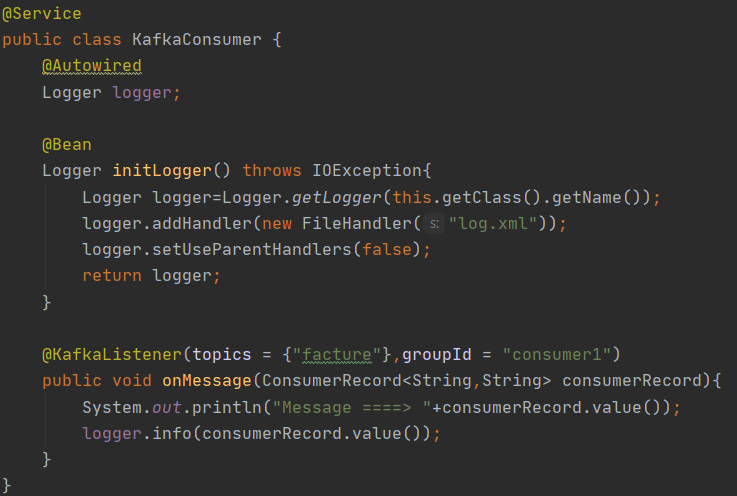 @Service
public class KafkaConsumer {
    @Autowired
    Logger logger;

    @Bean
    Logger initLogger() throws IOException{
        Logger logger=Logger.getLogger(this.getClass().getName());
        logger.addHandler(new FileHandler( s: "log.xml"));
        logger.setUseParentHandlers(false);
        return logger;
    }

    @KafkaListener(topics = {"facture"},groupId = "consumer1")
    public void onMessage(ConsumerRecord<String,String> consumerRecord){
        System.out.println("Message ====> "+consumerRecord.value());
        logger.info(consumerRecord.value());
    }
}